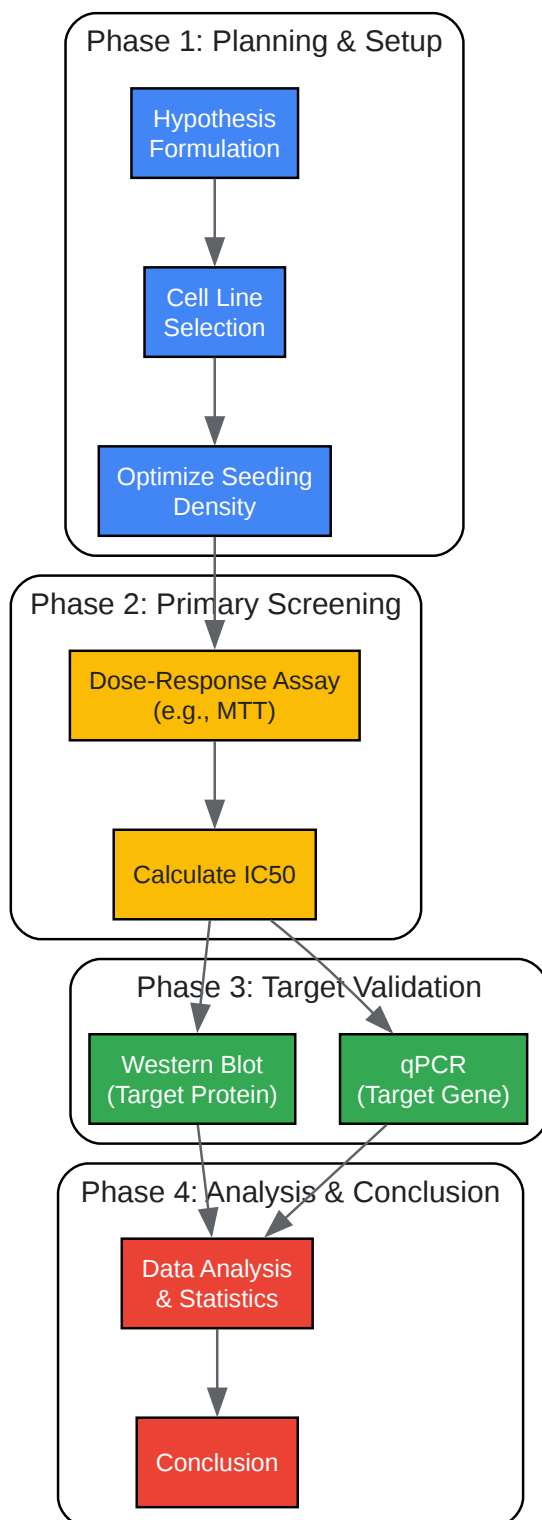 Phase 1: Planning & Setup
Hypothesis
Formulation
Cell Line
Selection
Optimize Seeding
Density
Phase 2: Primary Screening
Dose-Response Assay
(e.g., MTT)
Calculate IC50
Phase 3: Target Validation
Western Blot
(Target Protein)
qPCR
(Target Gene)
Phase 4: Analysis & Conclusion
Data Analysis
& Statistics
Conclusion